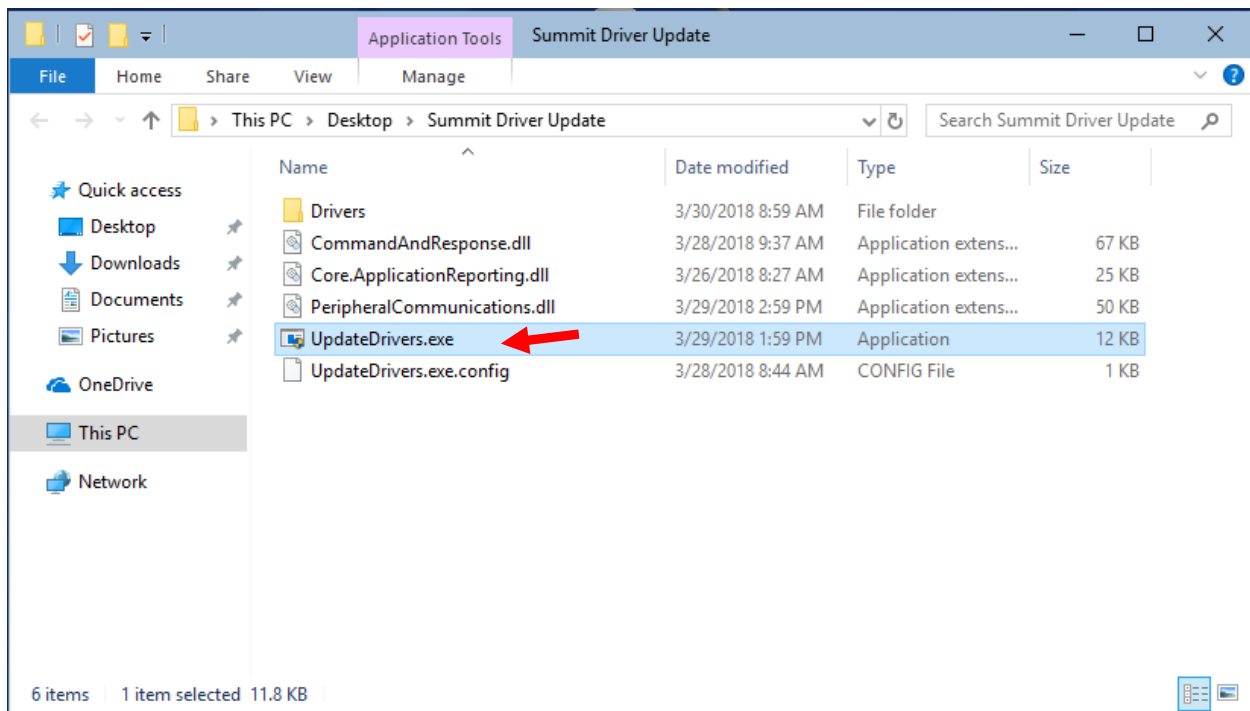 Application Tools Summit Driver Update
File Home Share View Manage
This PC > Desktop > Summit Driver Update Search Summit Driver Update
Name Date modified Type Size
Quick access
Desktop
Downloads
Documents
Pictures
OneDrive
This PC
Network
Drivers 3/30/2018 8:59 AM File folder
CommandAndResponse.dll 3/28/2018 9:37 AM Application extens... 67 KB
Core.ApplicationReporting.dll 3/26/2018 8:27 AM Application extens... 25 KB
PeripheralCommunications.dll 3/29/2018 2:59 PM Application extens... 50 KB
UpdateDrivers.exe 3/29/2018 1:59 PM Application 12 KB
UpdateDrivers.exe.config 3/28/2018 8:44 AM CONFIG File 1 KB
6 items 1 item selected 11.8 KB